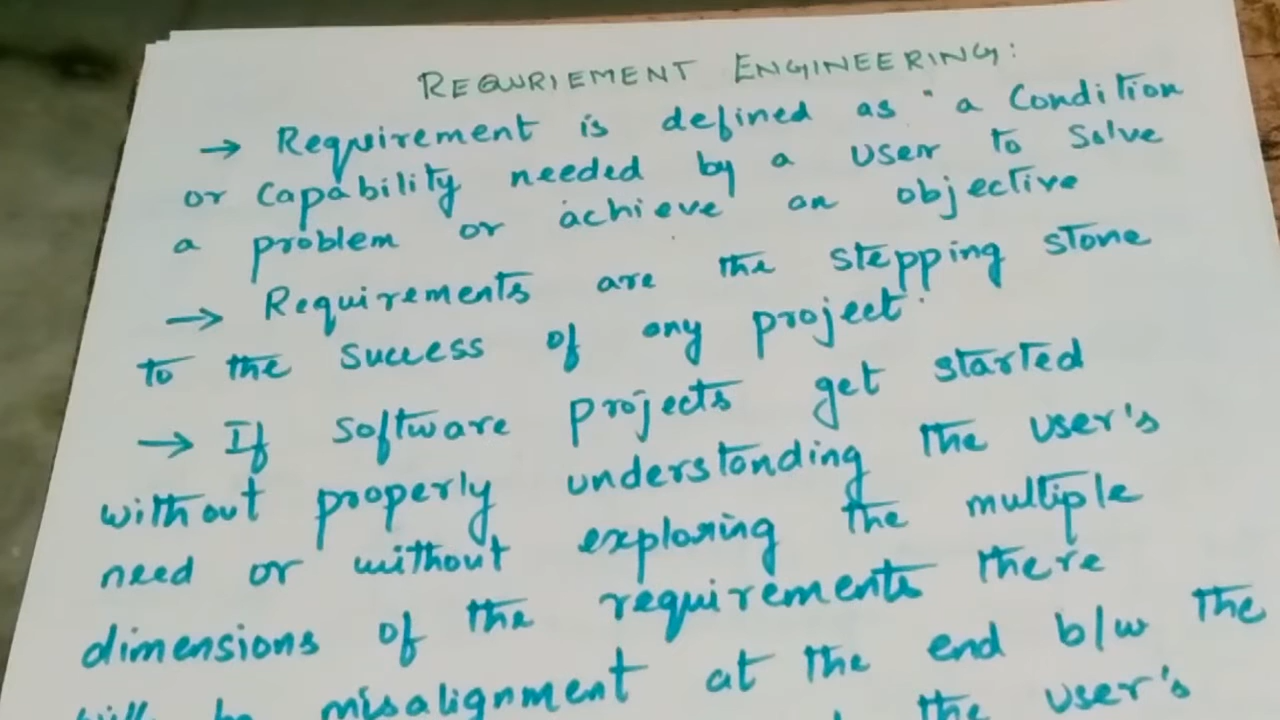 REQURIEMENT ENGINEERING:
→ Requirement is defined as " a Condition
or Capability needed by a user to Solve
a problem or achieve an objective
→ Requirements are the stepping stone
to the success of any project.
→ If software projects get started
without properly understanding the user's
need or without exploring the multiple
dimensions of the requirements there
will be misalignment at the end b/w the
the user's